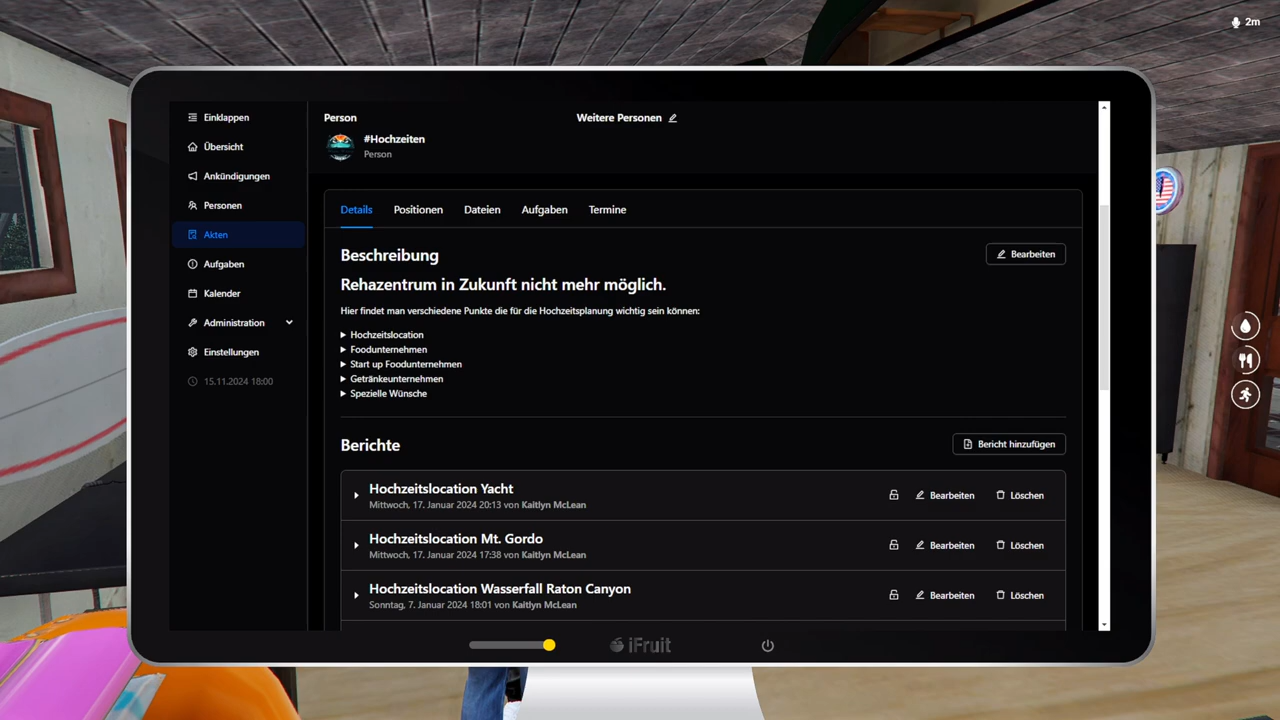 2m
Einklappen
Übersicht
Ankündigungen
Personen
Akten
Aufgaben
Kalender
Administration
Einstellungen
15.11.2024 18:00
Person
Weitere Personen
#Hochzeiten
Person
Details Positionen Dateien Aufgaben Termine
Beschreibung
Bearbeiten
Rehazentrum in Zukunft nicht mehr möglich.
Hier findet man verschiedene Punkte die für die Hochzeitsplanung wichtig sein können:
Hochzeitslocation
Foodunternehmen
Start up Foodunternehmen
Getränkeunternehmen
Spezielle Wünsche
Berichte
Bericht hinzufügen
Hochzeitslocation Yacht
Mittwoch, 17. Januar 2024 20:13 von Kaitlyn McLean
Bearbeiten Löschen
Hochzeitslocation Mt. Gordo
Mittwoch, 17. Januar 2024 17:38 von Kaitlyn McLean
Bearbeiten Löschen
Hochzeitslocation Wasserfall Raton Canyon
Sonntag, 7. Januar 2024 18:01 von Kaitlyn McLean
Bearbeiten Löschen
iFruit